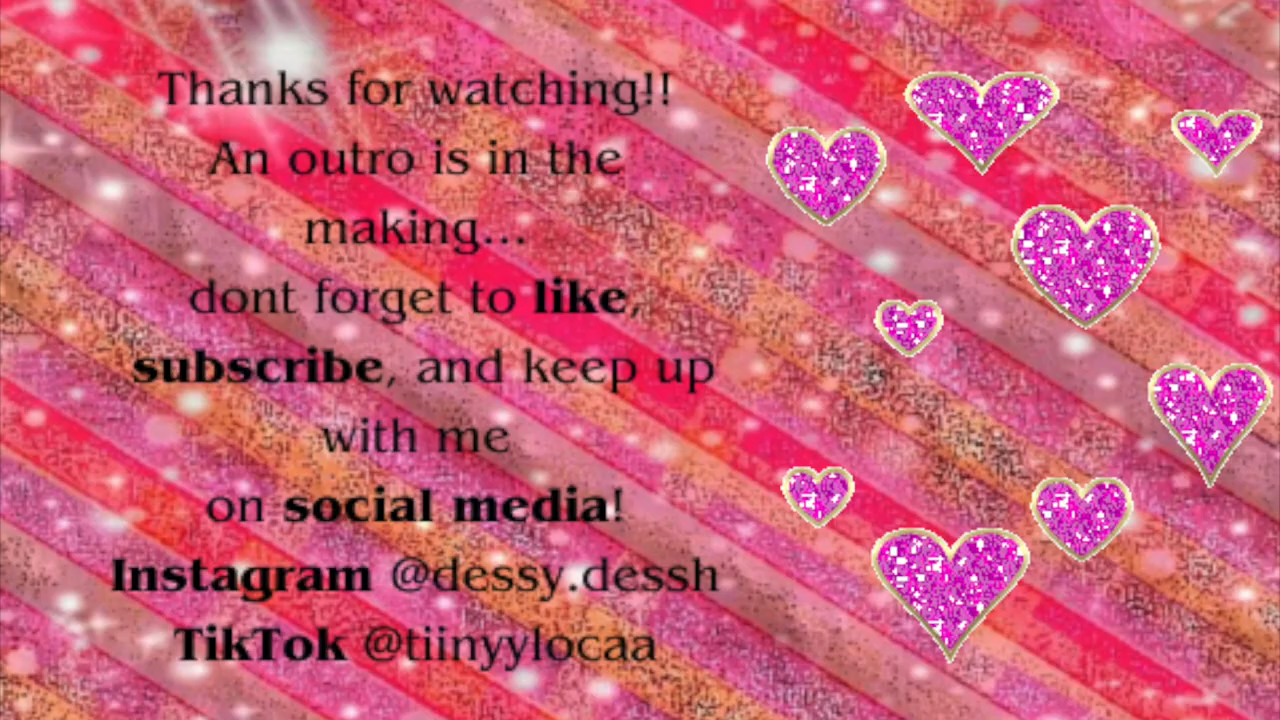 Thanks for watching!!
An outro is in the
making...
dont forget to like,
subscribe, and keep up
with me
on social media!
Instagram @dessy.dessh
TikTok @tiinyylocaa